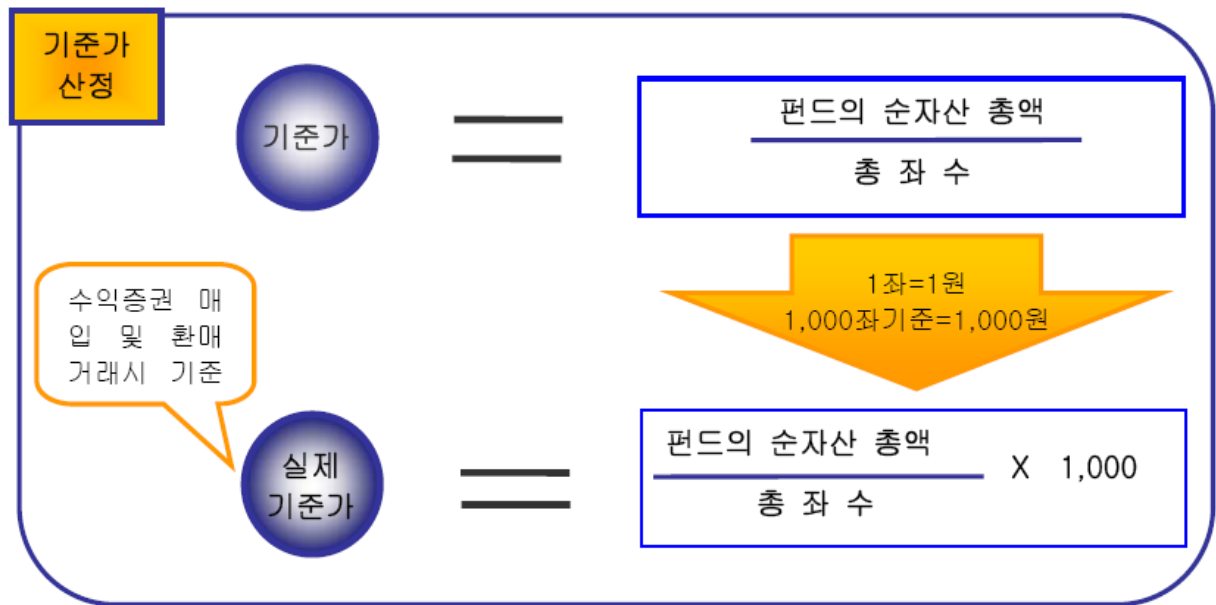 기준가
산정
기준가
펀드의 순자산 총액
총 좌 수
1좌=1원
1,000좌기준=1,000원
수익증권 매
입 및 환매
거래시 기준
실제
기준가
펀드의 순자산 총액
총 좌 수
X 1,000